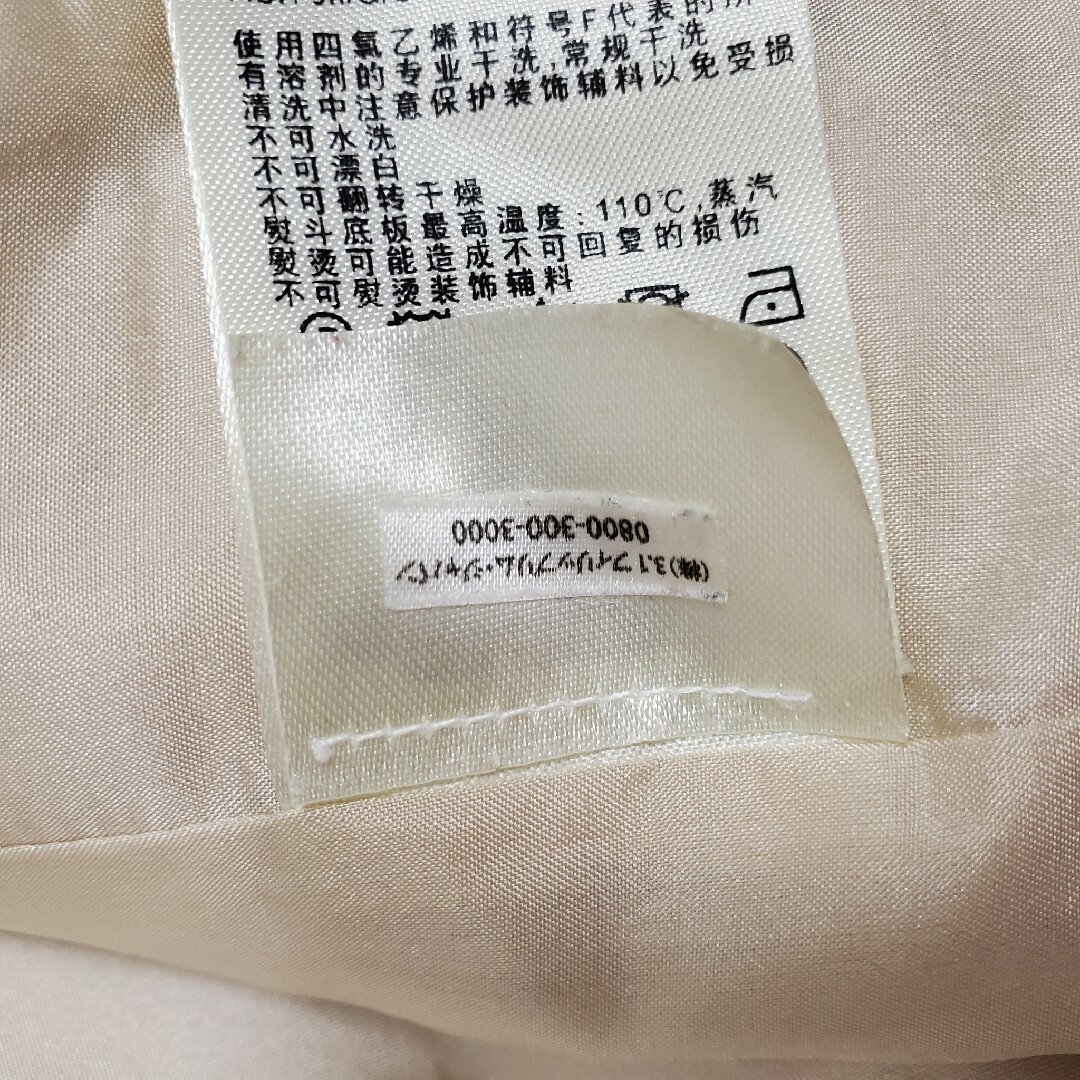 使用四氯乙烯和符号F代表的所
有溶剂的专业干洗,常规干洗
清洗中注意保护装饰辅料以免受损
不可水洗
不可漂白
不可翻转干燥
熨斗底板最高温度:110℃,蒸汽
熨烫可能造成不可回复的损伤
不可熨烫装饰辅料
(株)3.1フィリップリム・ジャパン
0800-300-3000